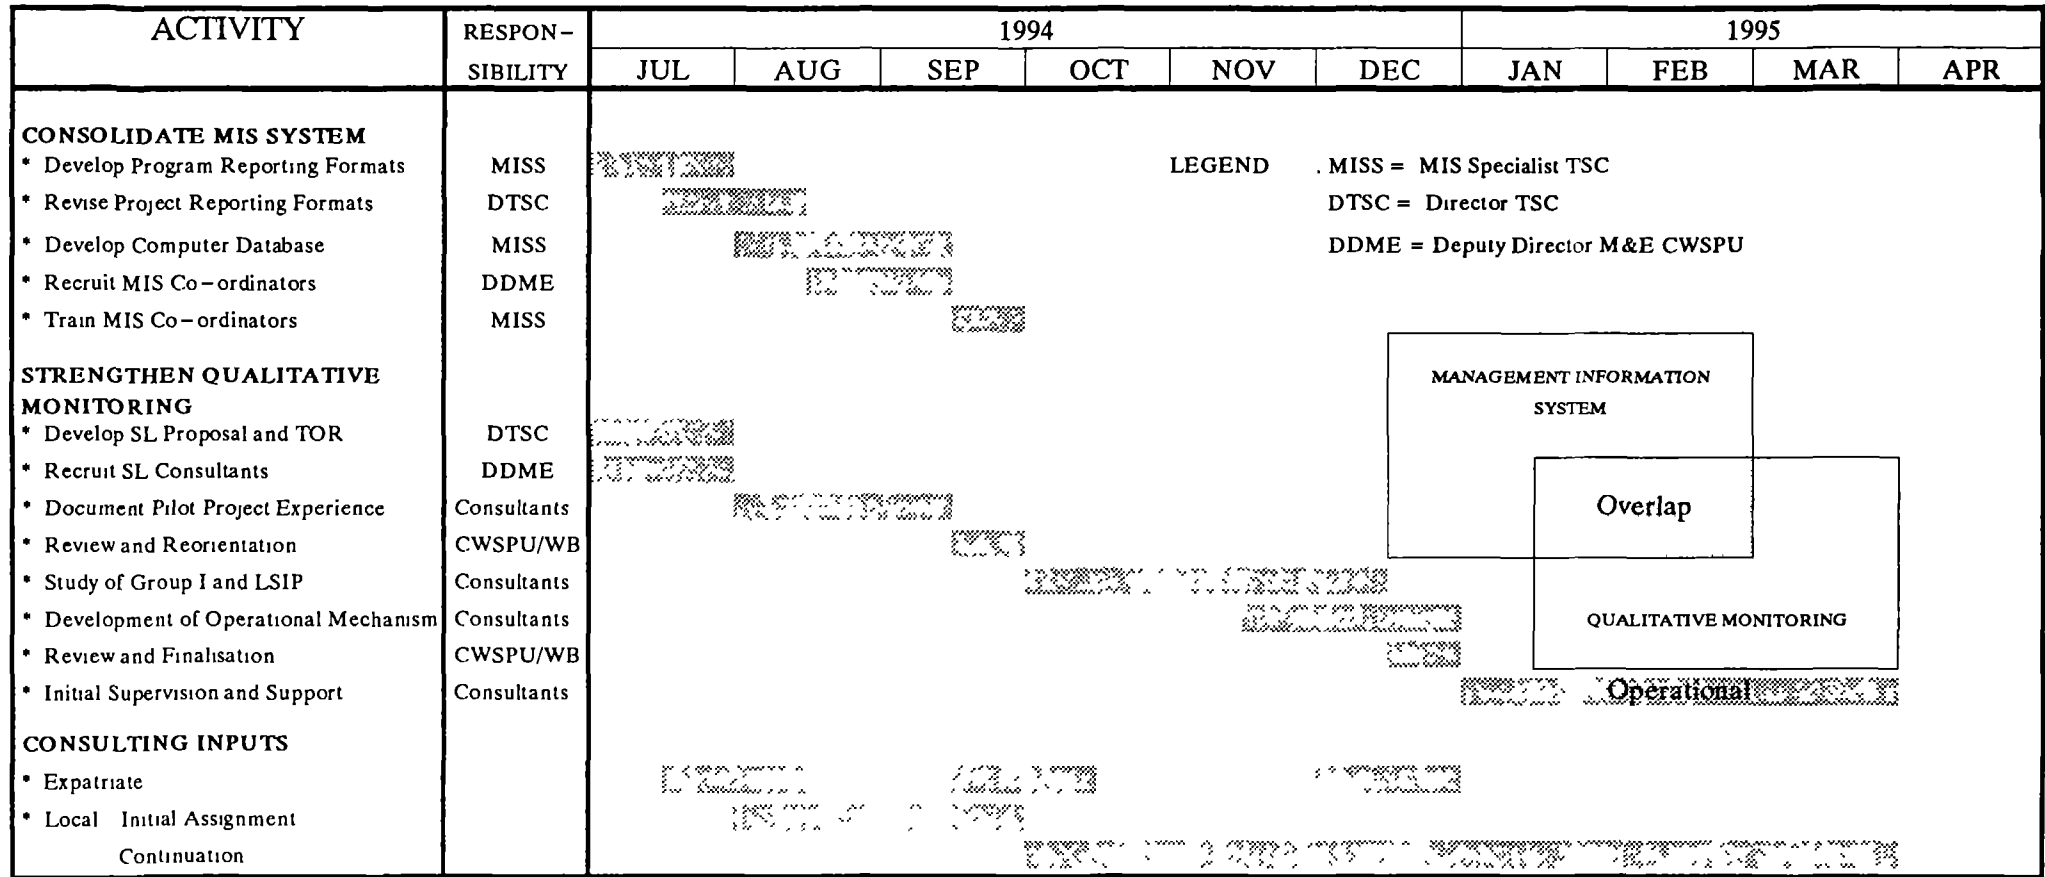 ACTIVITY RESPON- 1994 1995
SIBILITY JUL AUG SEP OCT NOV DEC JAN FEB MAR APR
CONSOLIDATE MIS SYSTEM
* Develop Program Reporting Formats MISS LEGEND . MISS = MIS Specialist TSC
* Revise Project Reporting Formats DTSC DTSC = Director TSC
* Develop Computer Database MISS DDME = Deputy Director M&E CWSPU
* Recruit MIS Co-ordinators DDME
* Train MIS Co-ordinators MISS
STRENGTHEN QUALITATIVE MANAGEMENT INFORMATION
MONITORING SYSTEM
* Develop SL Proposal and TOR DTSC
* Recruit SL Consultants DDME
* Document Pilot Project Experience Consultants Overlap
* Review and Reorientation CWSPU/WB
* Study of Group I and LSIP Consultants
* Development of Operational Mechanism Consultants QUALITATIVE MONITORING
* Review and Finalisation CWSPU/WB
* Initial Supervision and Support Consultants Operational
CONSULTING INPUTS
* Expatriate
* Local Initial Assignment
Continuation